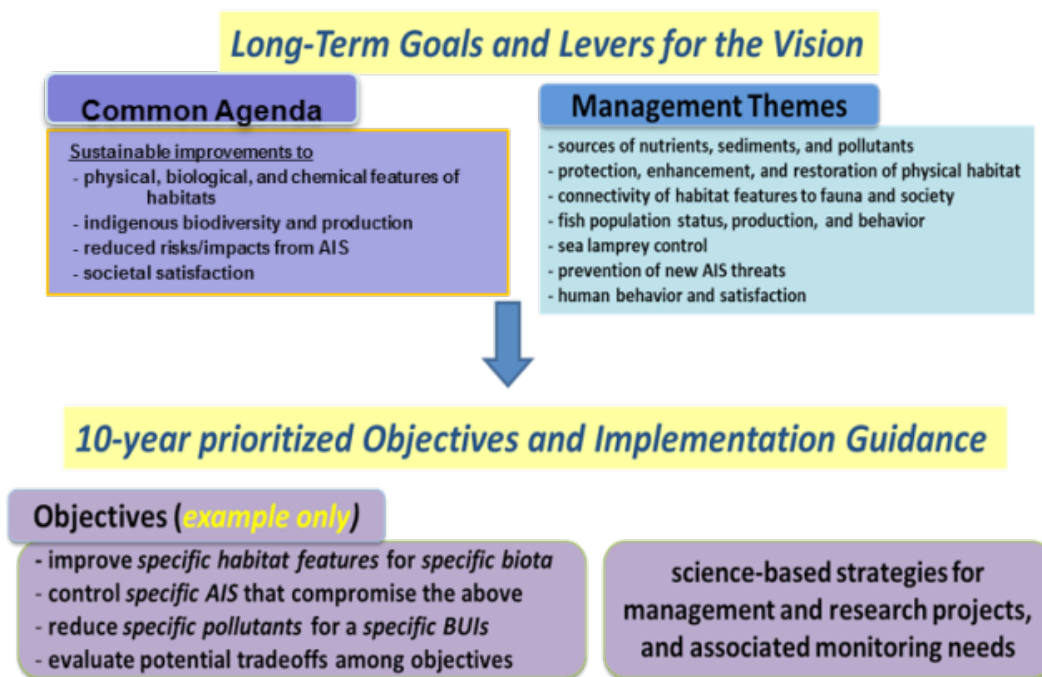 Long-Term Goals and Levers for the Vision
Common Agenda
Sustainable improvements to
- physical, biological, and chemical features of
habitats
- indigenous biodiversity and production
- reduced risks/impacts from AIS
- societal satisfaction
Management Themes
- sources of nutrients, sediments, and pollutants
- protection, enhancement, and restoration of physical habitat
- connectivity of habitat features to fauna and society
- fish population status, production, and behavior
- sea lamprey control
- prevention of new AIS threats
- human behavior and satisfaction
10-year prioritized Objectives and Implementation Guidance
Objectives (example only)
- improve specific habitat features for specific biota
- control specific AIS that compromise the above
- reduce specific pollutants for a specific BUIs
- evaluate potential tradeoffs among objectives
science-based strategies for
management and research projects,
and associated monitoring needs